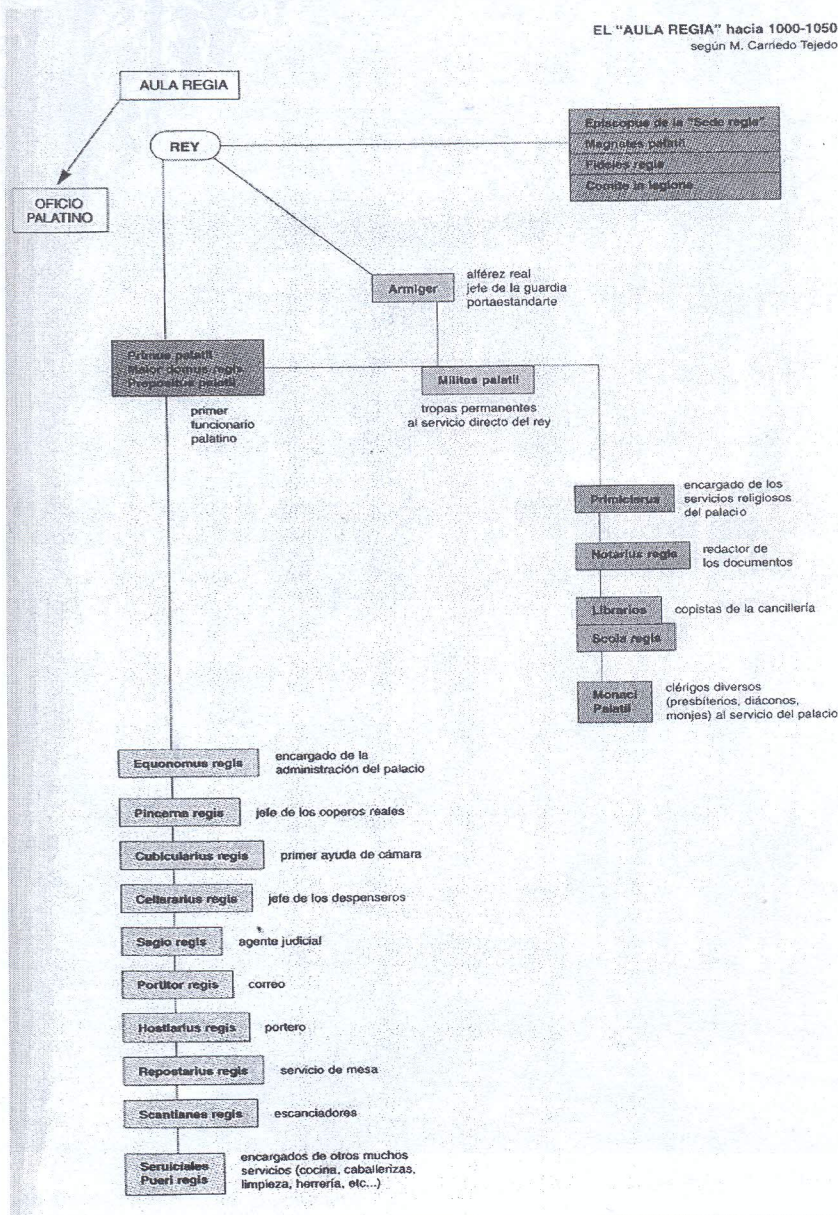 EL "AULA REGIA" hacia 1000-1050
según M. Carriedo Tejedo
AULA REGIA
REY
OFICIO
PALATINO
Episcopus de la "Sede regia"
Magnates palatii
Fideles regis
Comite in legione
Armiger
alférez real
jefe de la guardia
portaestandarte
Primus palatii
Maior domus regis
Prepositus palatii
primer
funcionario
palatino
Milites palatii
tropas permanentes
al servicio directo del rey
Primiclerus
encargado de los
servicios religiosos
del palacio
Notarius regis
redactor de
los documentos
Librarios
copistas de la cancillería
Scola regis
Monaci
Palatii
clérigos diversos
(presbíteros, diáconos,
monjes) al servicio del palacio
Equonomus regis
encargado de la
administración del palacio
Pincerna regis
jefe de los coperos reales
Cubicularius regis
primer ayuda de cámara
Cellerarius regis
jefe de los despenseros
Sagio regis
agente judicial
Portitor regis
correo
Hostiarius regis
portero
Repostarius regis
servicio de mesa
Scantianes regis
escanciadores
Seruiciales
Pueri regis
encargados de otros muchos
servicios (cocina, caballerizas,
limpieza, herrería, etc...)